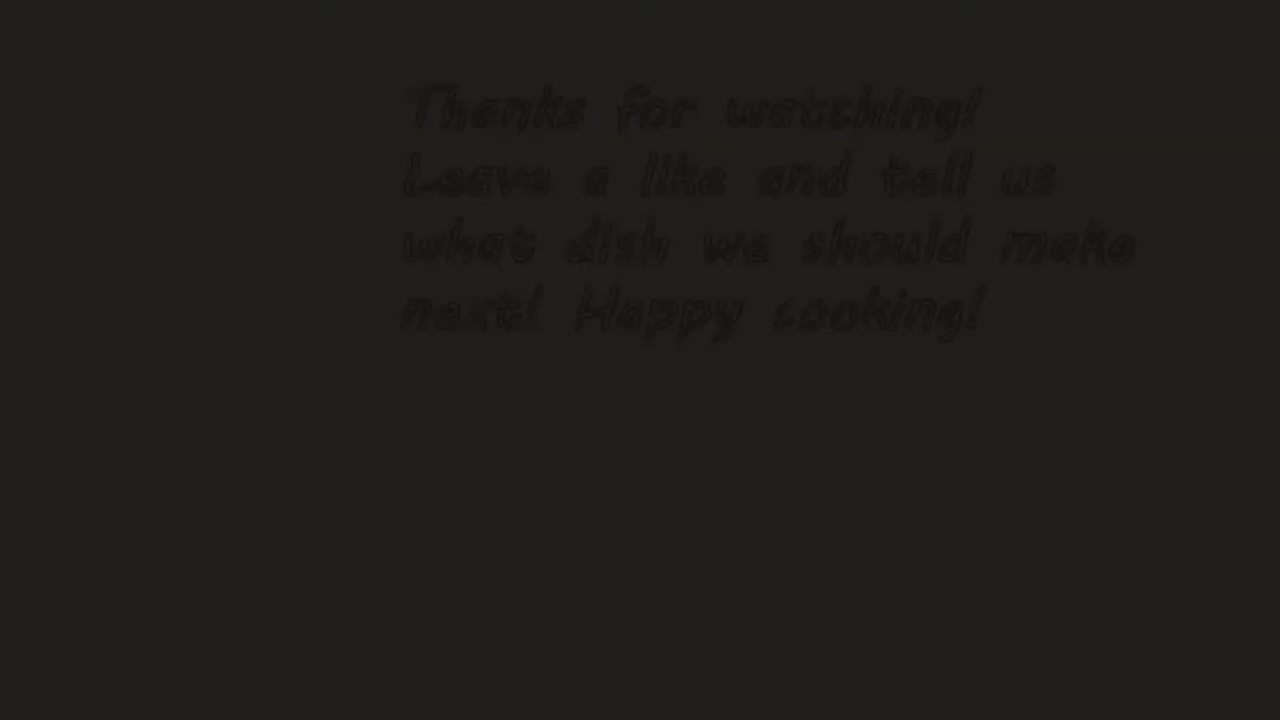 Thanks for watching!
Leave a like and tell us
what dish we should make
next! Happy cooking!